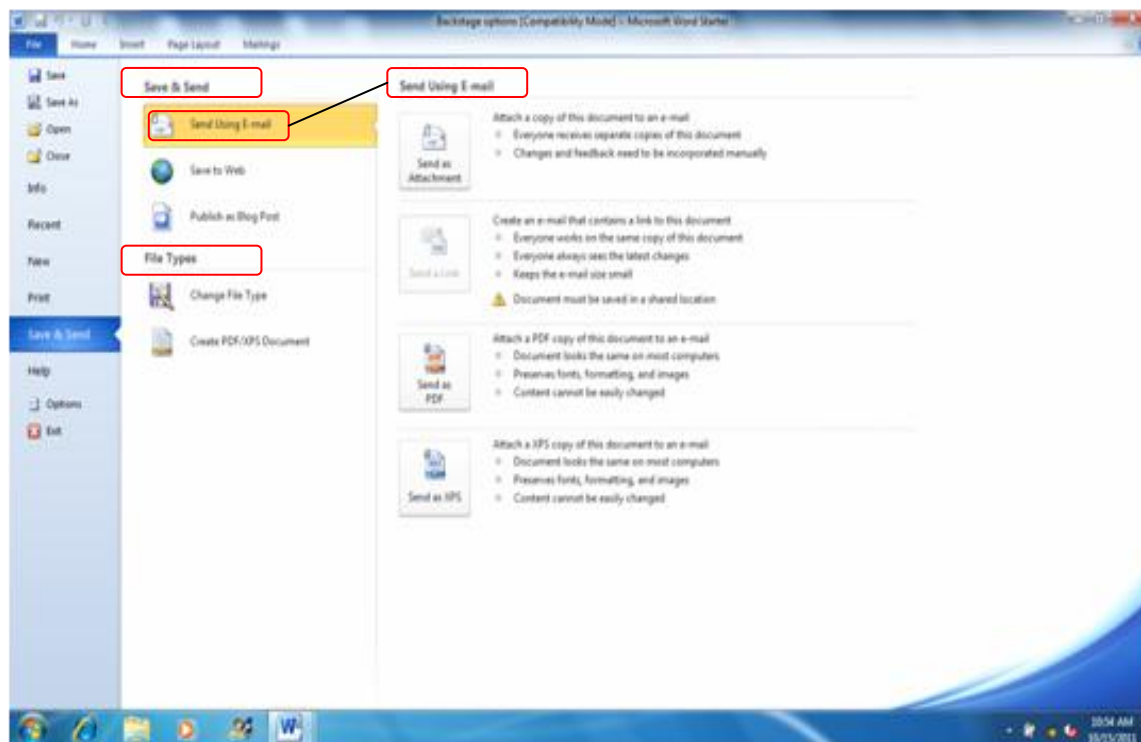 Backstage options [Compatibility Mode] - Microsoft Word Starter
File Home Insert Page Layout Mailings
Save
Save As
Open
Close
Info
Recent
New
Print
Save & Send
Help
Options
Exit
Save & Send
Send Using E-mail
Save to Web
Publish as Blog Post
File Types
Change File Type
Create PDF/XPS Document
Send Using E-mail
Send as
Attachment
Attach a copy of this document to an e-mail
Everyone receives separate copies of this document
Changes and feedback need to be incorporated manually
Send a Link
Create an e-mail that contains a link to this document
Everyone works on the same copy of this document
Everyone always sees the latest changes
Keeps the e-mail size small
Document must be saved in a shared location
Send as
PDF
Attach a PDF copy of this document to an e-mail
Document looks the same on most computers
Preserves fonts, formatting, and images
Content cannot be easily changed
Send as XPS
Attach a XPS copy of this document to an e-mail
Document looks the same on most computers
Preserves fonts, formatting, and images
Content cannot be easily changed
W
10:54 AM
10/15/2011